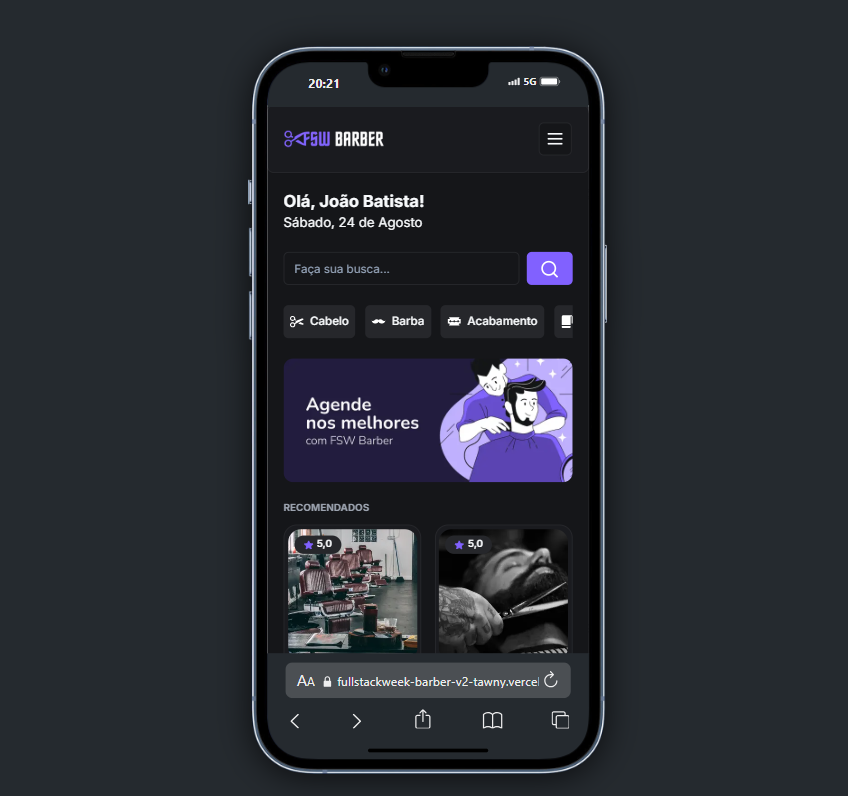 20:21
5G
FSW BARBER
Olá, João Batista!
Sábado, 24 de Agosto
Faça sua busca...
Cabelo
Barba
Acabamento
Agende
nos melhores
com FSW Barber
RECOMENDADOS
5,0
5,0
AA fullstackweek-barber-v2-tawny.vercel